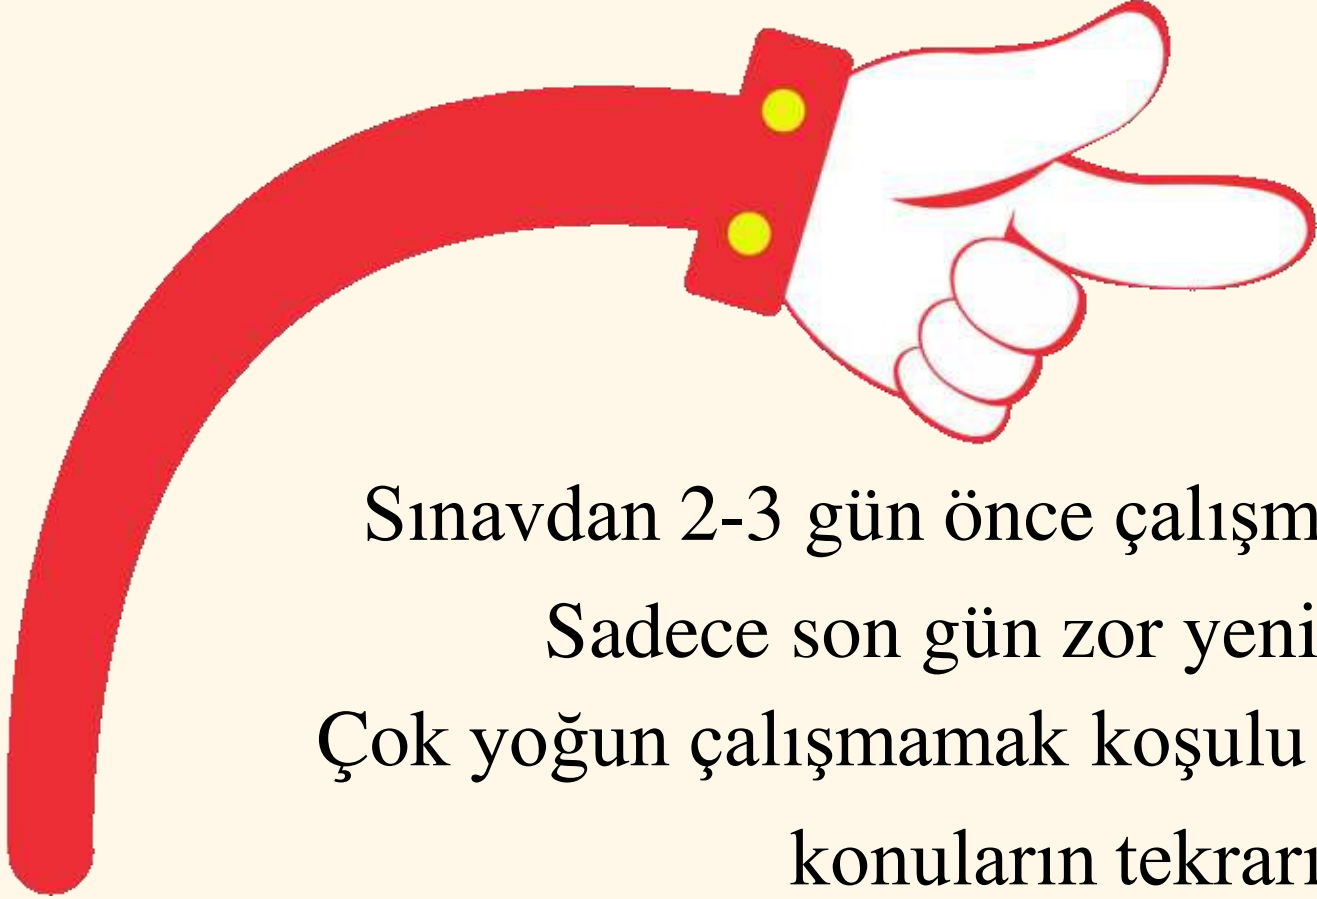 Sınavdan 2-3 gün önce çalışm
Sadece son gün zor yeni
Çok yoğun çalışmamak koşulu
konuların tekrarı